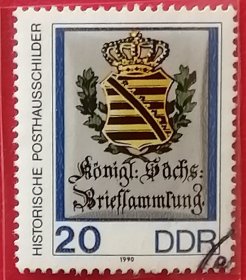 HISTORISCHE POSTHAUSSCHILDER
Königl: Sächs:
Briefsammlung.
20 DDR
1990